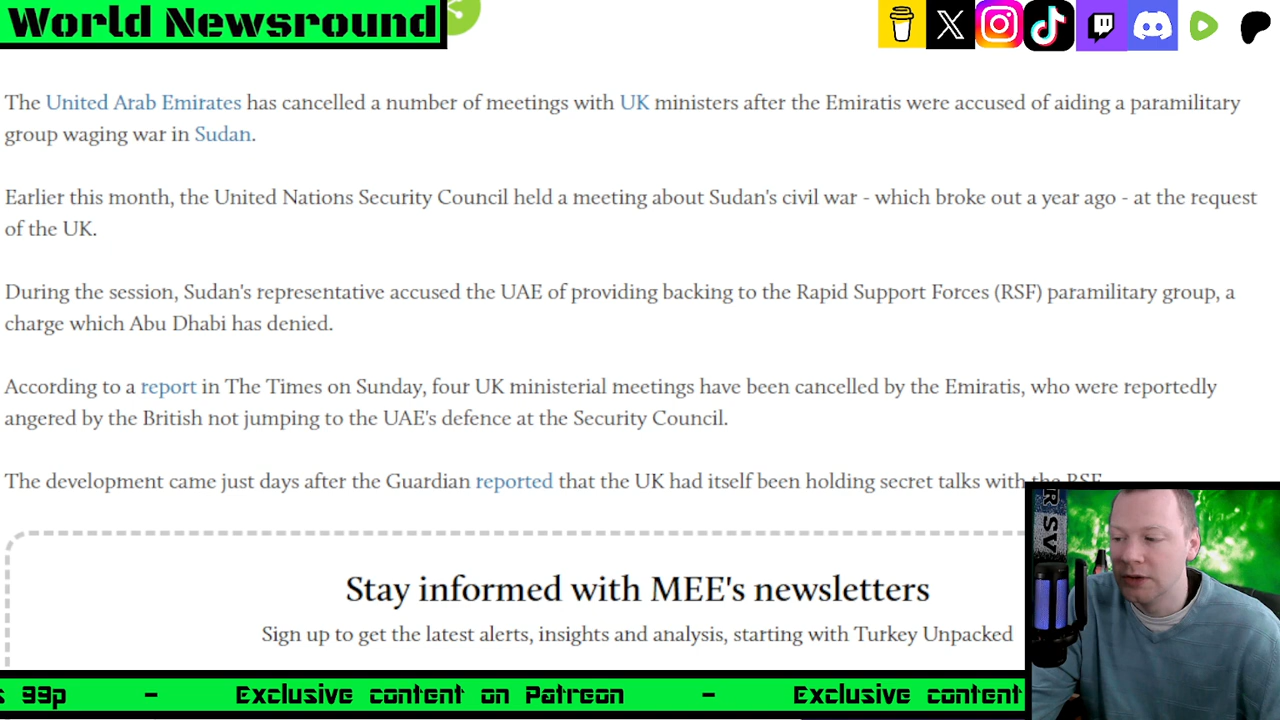 World Newsround
The United Arab Emirates has cancelled a number of meetings with UK ministers after the Emiratis were accused of aiding a paramilitary
group waging war in Sudan.
Earlier this month, the United Nations Security Council held a meeting about Sudan's civil war - which broke out a year ago - at the request
of the UK.
During the session, Sudan's representative accused the UAE of providing backing to the Rapid Support Forces (RSF) paramilitary group, a
charge which Abu Dhabi has denied.
According to a report in The Times on Sunday, four UK ministerial meetings have been cancelled by the Emiratis, who were reportedly
angered by the British not jumping to the UAE's defence at the Security Council.
The development came just days after the Guardian reported that the UK had itself been holding secret talks with the RSF
Stay informed with MEE's newsletters
Sign up to get the latest alerts, insights and analysis, starting with Turkey Unpacked
R SV
s 99p - Exclusive content on Patreon - Exclusive content